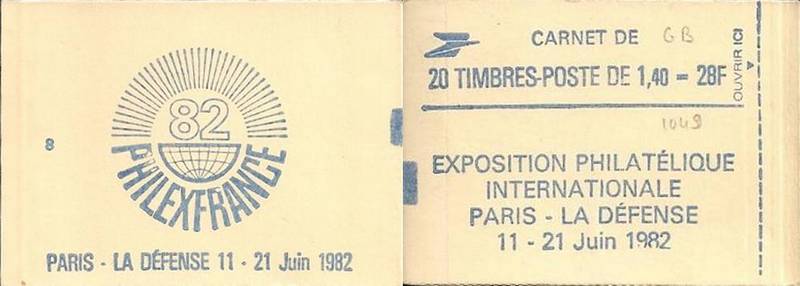 82
PHILEXFRANCE
8
PARIS - LA DÉFENSE 11 - 21 Juin 1982
CARNET DE GB
20 TIMBRES-POSTE DE 1,40 = 28F
OUVRIR ICI
1049
EXPOSITION PHILATÉLIQUE
INTERNATIONALE
PARIS - LA DÉFENSE
11 - 21 Juin 1982